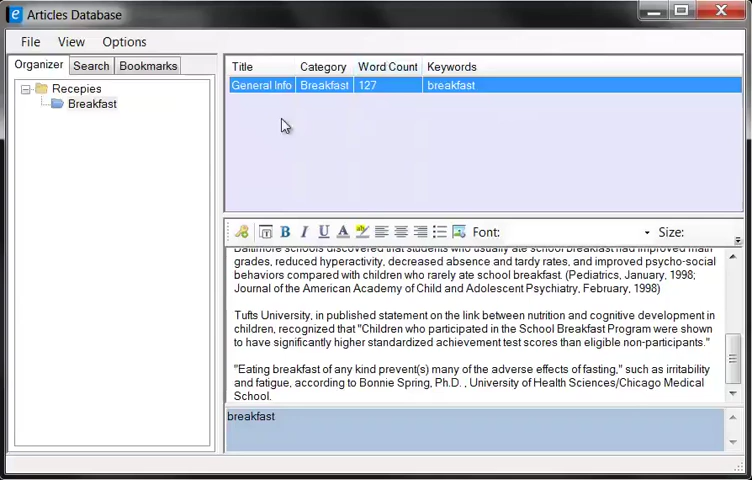 Articles Database
File View Options
Organizer Search Bookmarks
Recepies
Breakfast
Title Category Word Count Keywords
General Info Breakfast 127 breakfast
B I U A Font: Size:
Baltimore schools discovered that students who usually ate school breakfast had improved math
grades, reduced hyperactivity, decreased absence and tardy rates, and improved psycho-social
behaviors compared with children who rarely ate school breakfast. (Pediatrics, January, 1998;
Journal of the American Academy of Child and Adolescent Psychiatry, February, 1998)
Tufts University, in published statement on the link between nutrition and cognitive development in
children, recognized that "Children who participated in the School Breakfast Program were shown
to have significantly higher standardized achievement test scores than eligible non-participants."
"Eating breakfast of any kind prevent(s) many of the adverse effects of fasting," such as irritability
and fatigue, according to Bonnie Spring, Ph.D. , University of Health Sciences/Chicago Medical
School.
breakfast